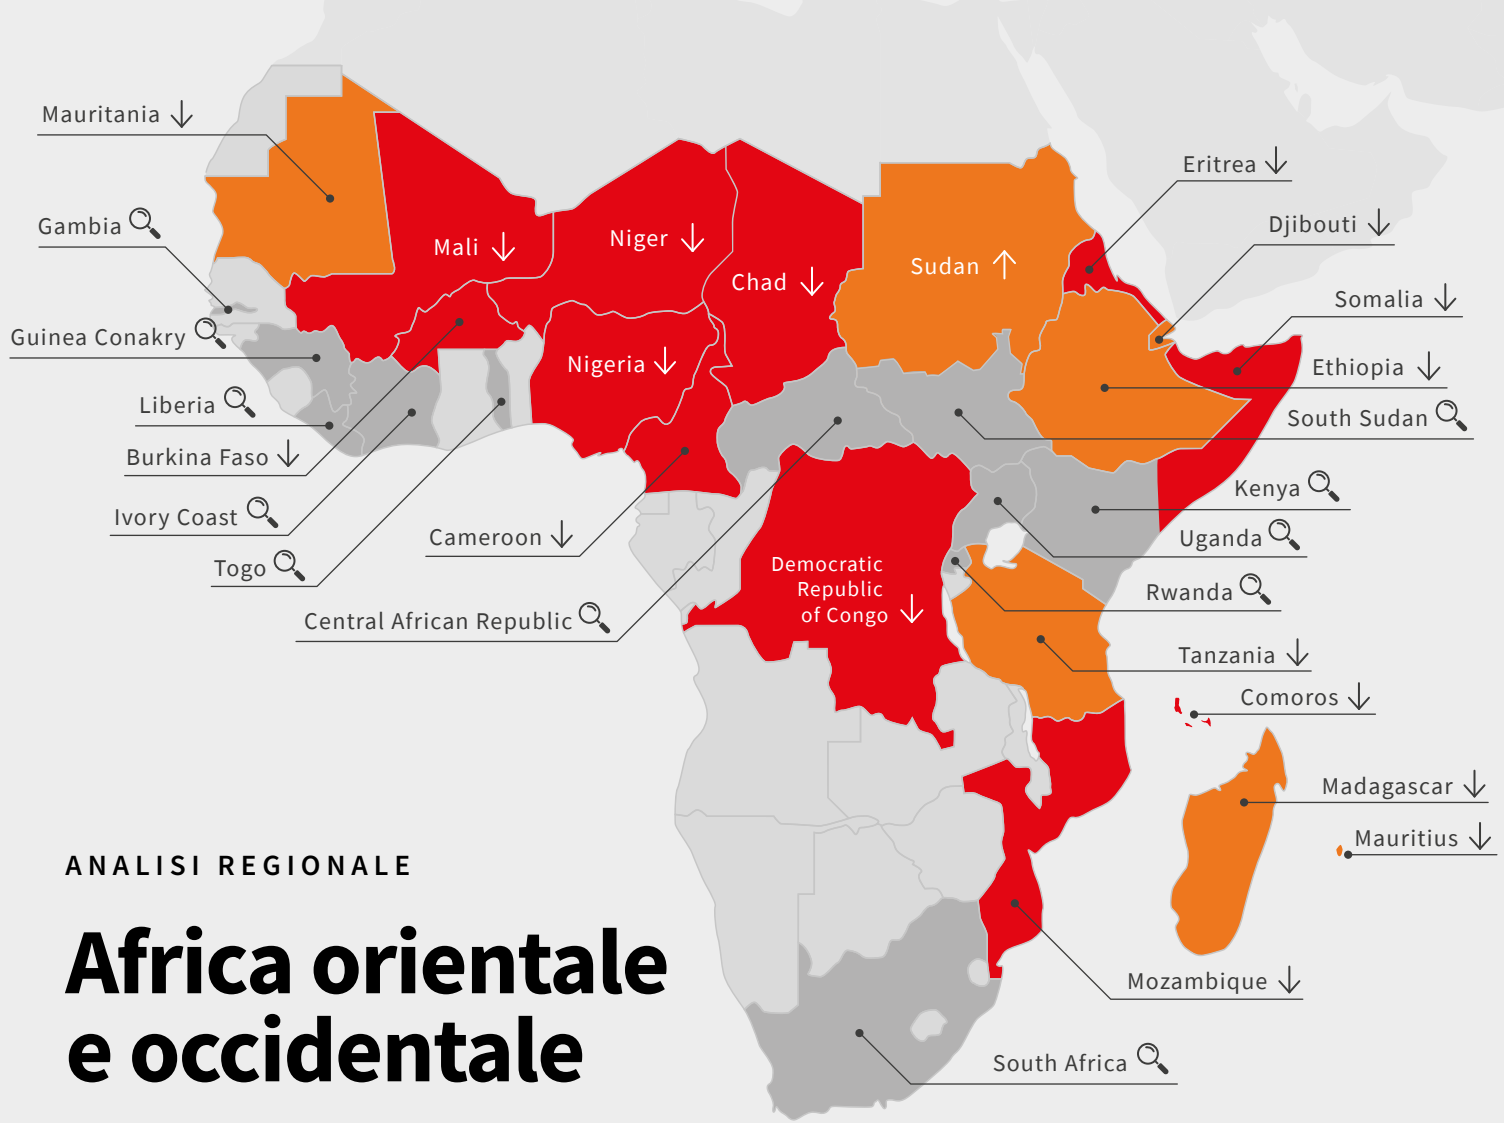 Mauritania
Gambia
Guinea Conakry
Liberia
Burkina Faso
Ivory Coast
Togo
Central African Republic
Cameroon
Mali
Niger
Chad
Nigeria
Sudan
Democratic
Republic
of Congo
Eritrea
Djibouti
Somalia
Ethiopia
South Sudan
Kenya
Uganda
Rwanda
Tanzania
Comoros
Madagascar
Mauritius
Mozambique
South Africa
ANALISI REGIONALE
Africa orientale
e occidentale